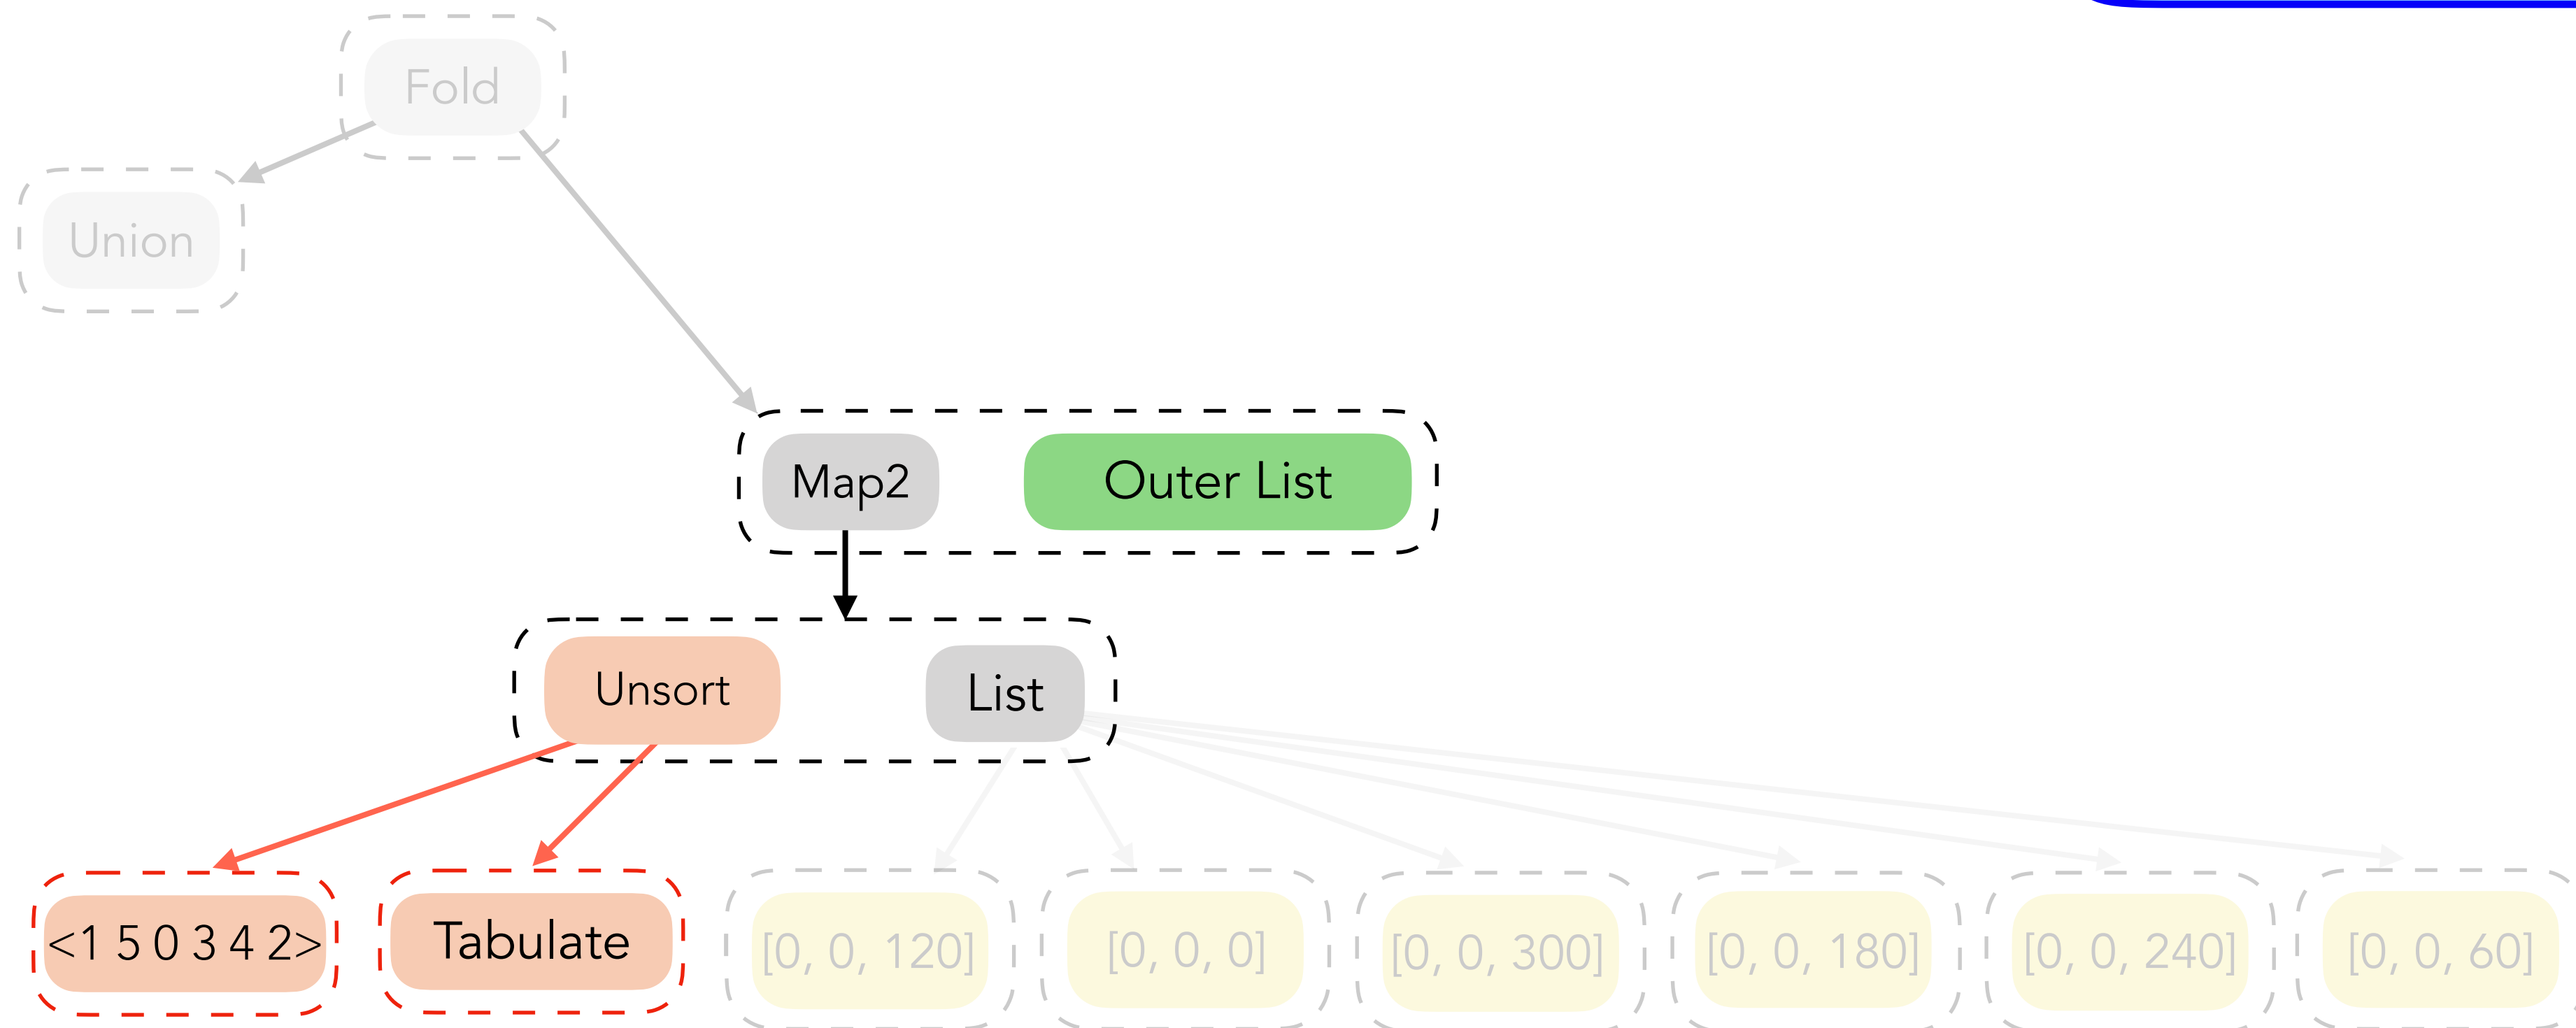 Fold
Union
Map2
Outer List
Unsort
List
<1 5 0 3 4 2>
Tabulate
[0, 0, 120]
[0, 0, 0]
[0, 0, 300]
[0, 0, 180]
[0, 0, 240]
[0, 0, 60]